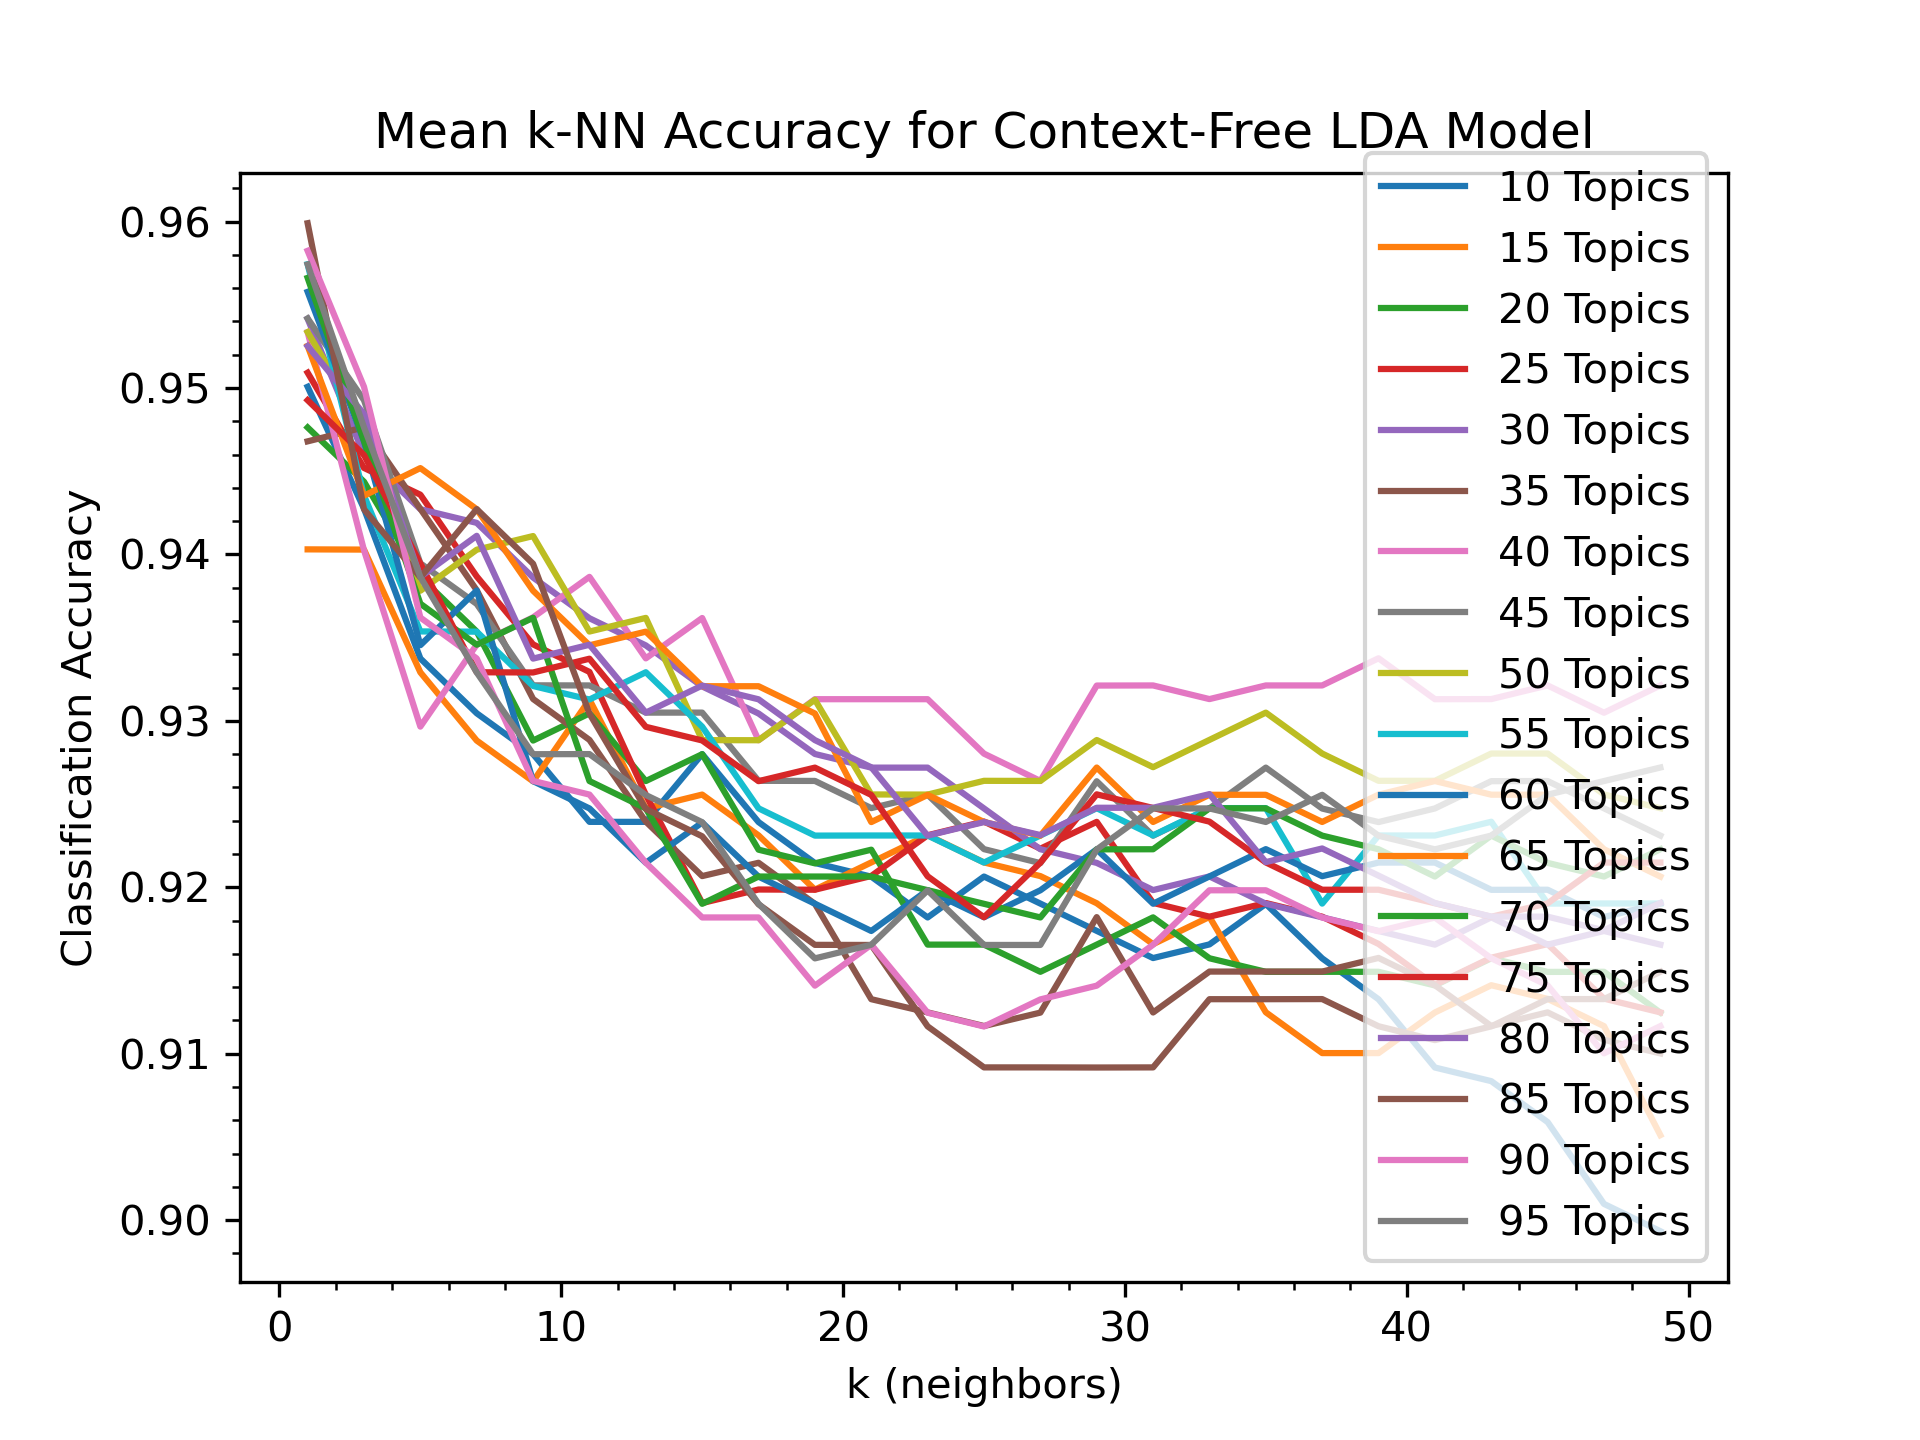 Mean k-NN Accuracy for Context-Free LDA Model
10 Topics
15 Topics
20 Topics
25 Topics
30 Topics
35 Topics
40 Topics
45 Topics
50 Topics
55 Topics
60 Topics
65 Topics
70 Topics
75 Topics
80 Topics
85 Topics
90 Topics
95 Topics
0.96
0.95
0.94
0.93
0.92
0.91
0.90
Classification Accuracy
0 10 20 30 40 50
k (neighbors)